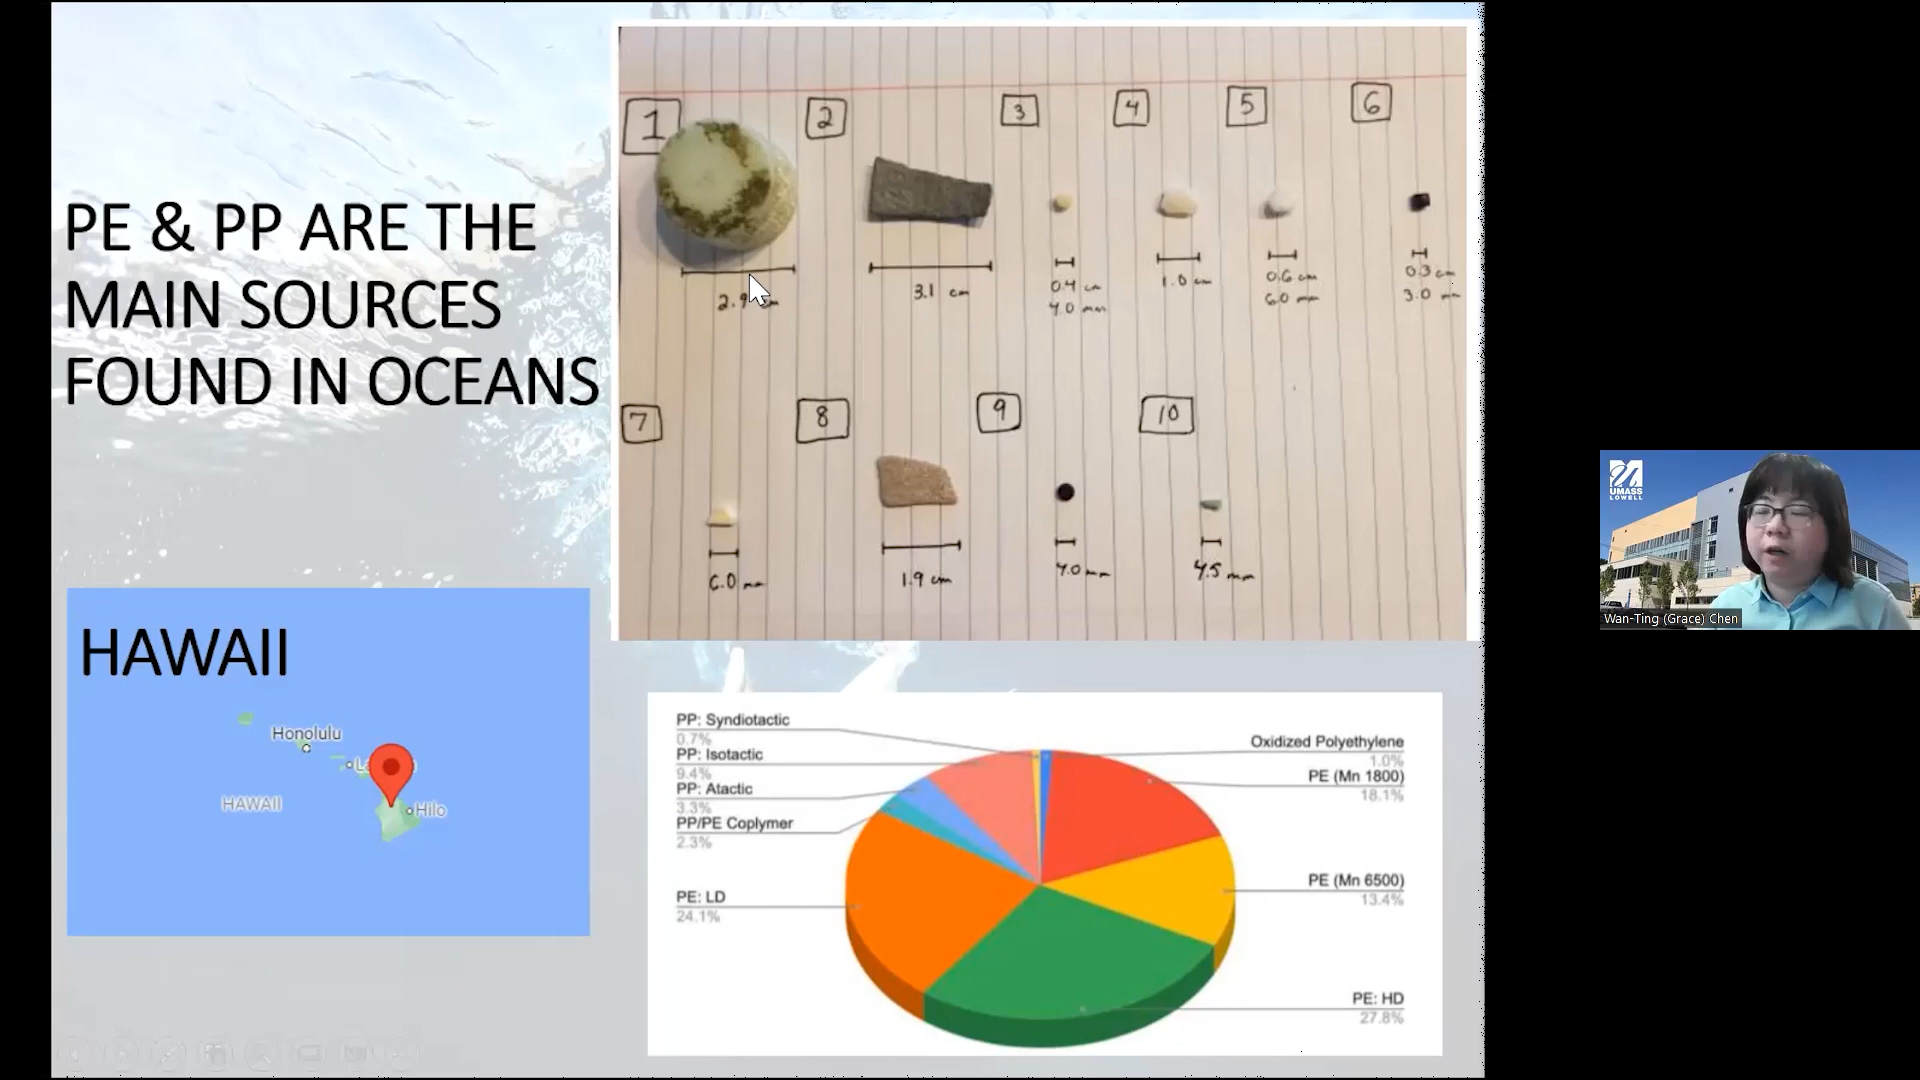 PE & PP ARE THE
MAIN SOURCES
FOUND IN OCEANS
1
2
3
4
5
6
3.1 cm
0.4 cm
4.0 mm
1.0 cm
0.6 cm
6.0 mm
0.3 cm
3.0 mm
7
8
9
10
6.0 mm
1.9 cm
4.0 mm
4.5 mm
HAWAII
Honolulu
HAWAII
Hilo
PP: Syndiotactic
0.7%
PP: Isotactic
9.4%
PP: Atactic
3.3%
PP/PE Coplymer
2.3%
PE: LD
24.1%
Oxidized Polyethylene
1.0%
PE (Mn 1800)
18.1%
PE (Mn 6500)
13.4%
PE: HD
27.8%
UMASS
LOWELL
Wan-Ting (Grace) Chen